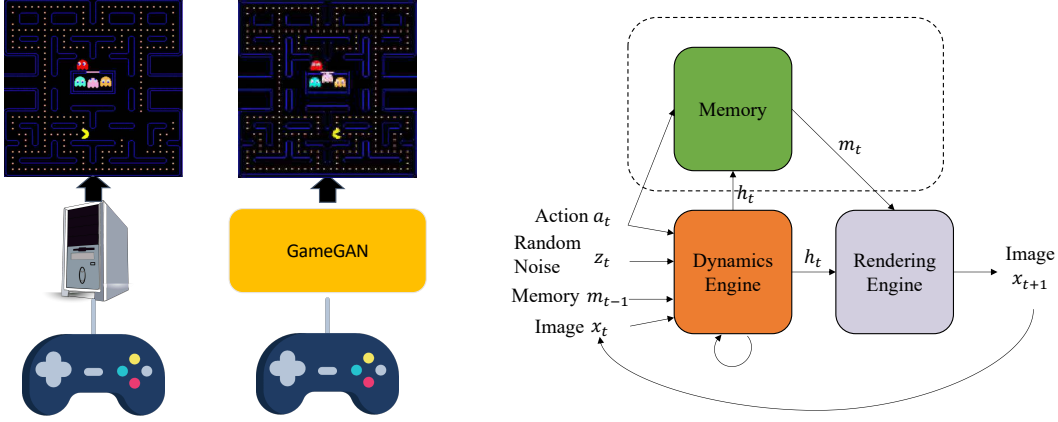 GameGAN
Memory
m_t
h_t
Action a_t
Random
Noise z_t
Memory m_{t−1}
Image x_t
Dynamics
Engine
h_t
Rendering
Engine
Image
x_{t+1}